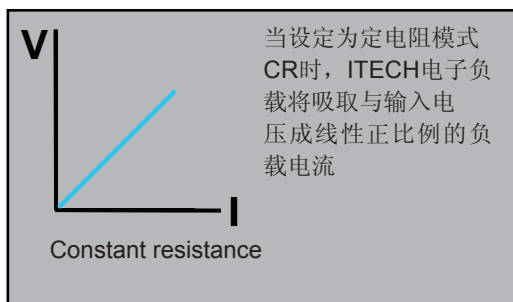 V
当设定为定电阻模式
CR时，ITECH电子负
载将吸取与输入电
压成线性正比例的负
载电流
I
Constant resistance